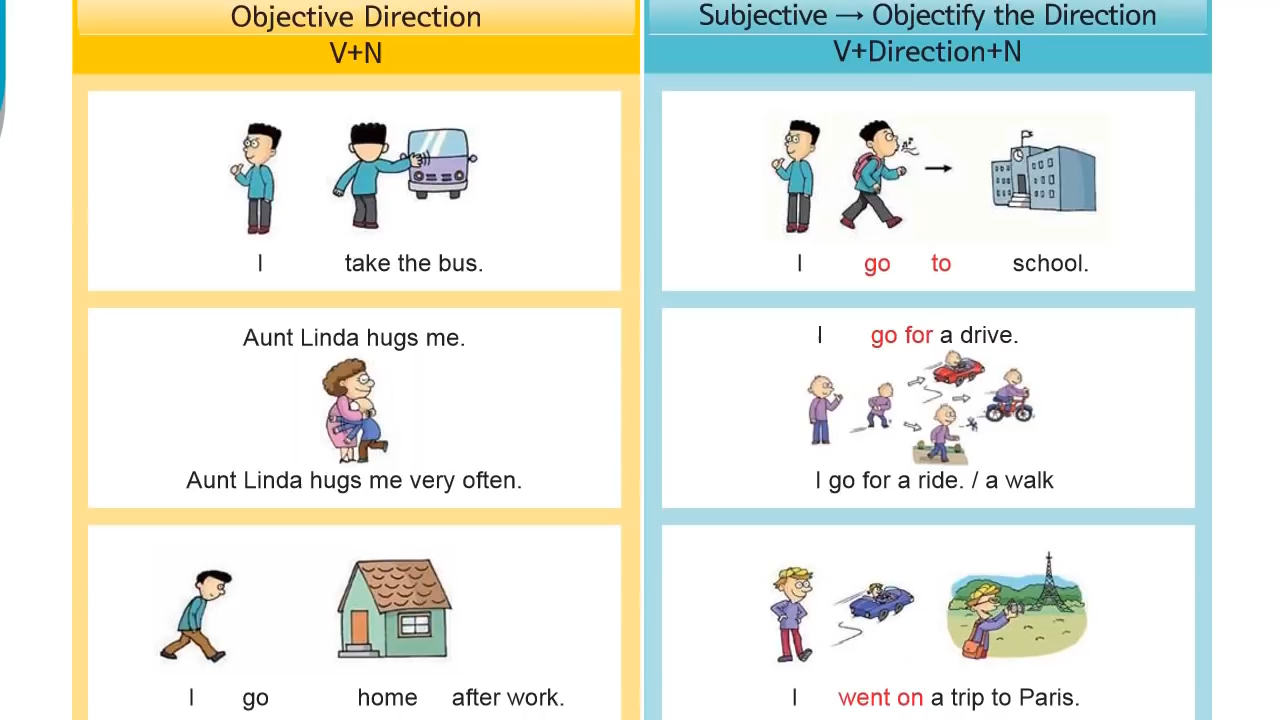 Objective Direction
V+N
I take the bus.
Aunt Linda hugs me.
Aunt Linda hugs me very often.
I go home after work.
Subjective → Objectify the Direction
V+Direction+N
I go to school.
I go for a drive.
I go for a ride. / a walk
I went on a trip to Paris.